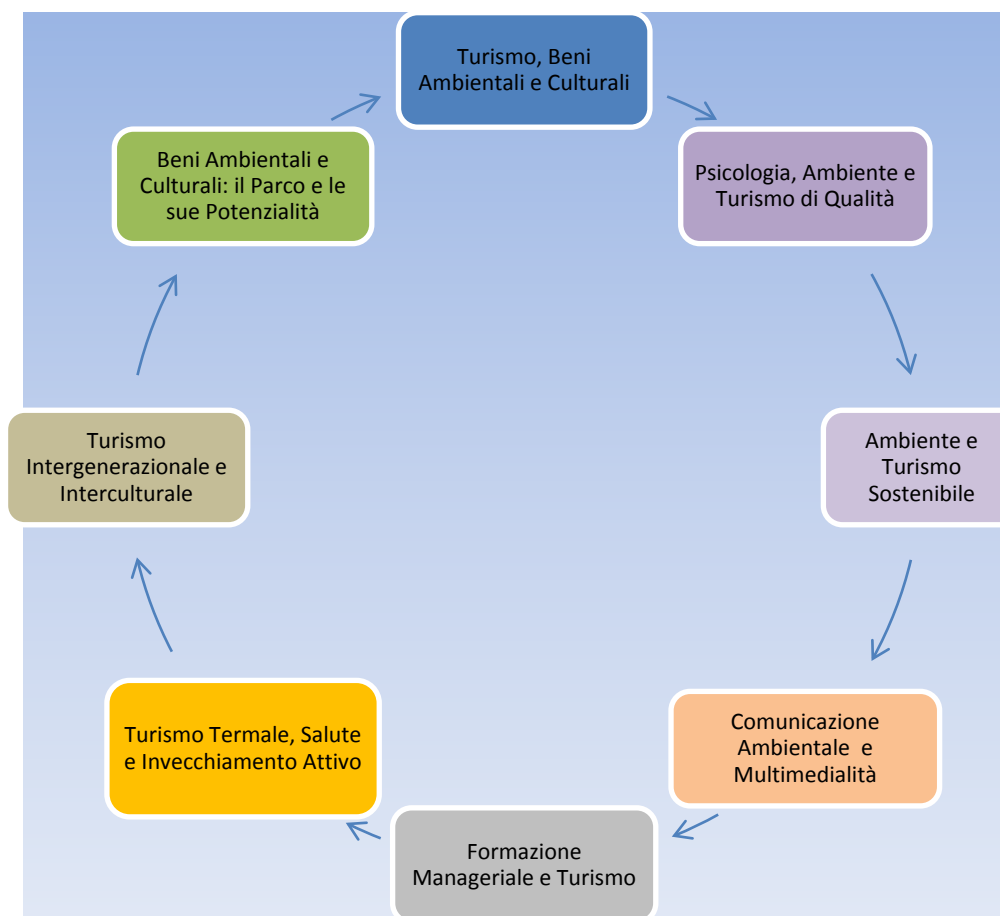 Turismo, Beni
Ambientali e Culturali
Psicologia, Ambiente e
Turismo di Qualità
Ambiente e
Turismo
Sostenibile
Comunicazione
Ambientale e
Multimedialità
Formazione
Manageriale e Turismo
Turismo Termale, Salute
e Invecchiamento Attivo
Turismo
Intergenerazionale e
Interculturale
Beni Ambientali e
Culturali: il Parco e le
sue Potenzialità